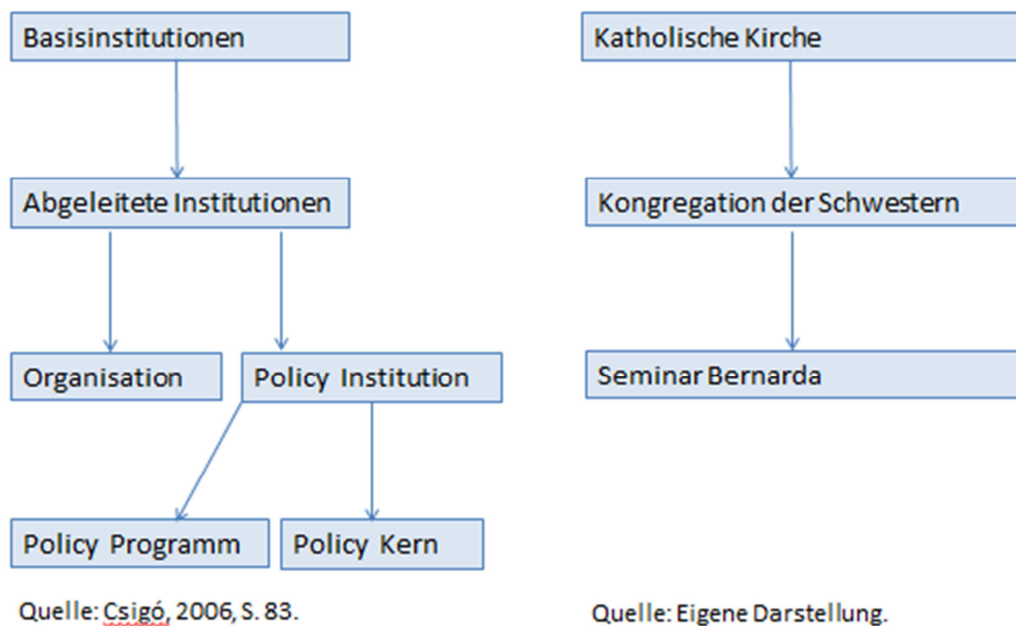 Basisinstitutionen
Abgeleitete Institutionen
Organisation
Policy Institution
Policy Programm
Policy Kern
Quelle: Csigó, 2006, S. 83.
Katholische Kirche
Kongregation der Schwestern
Seminar Bernarda
Quelle: Eigene Darstellung.